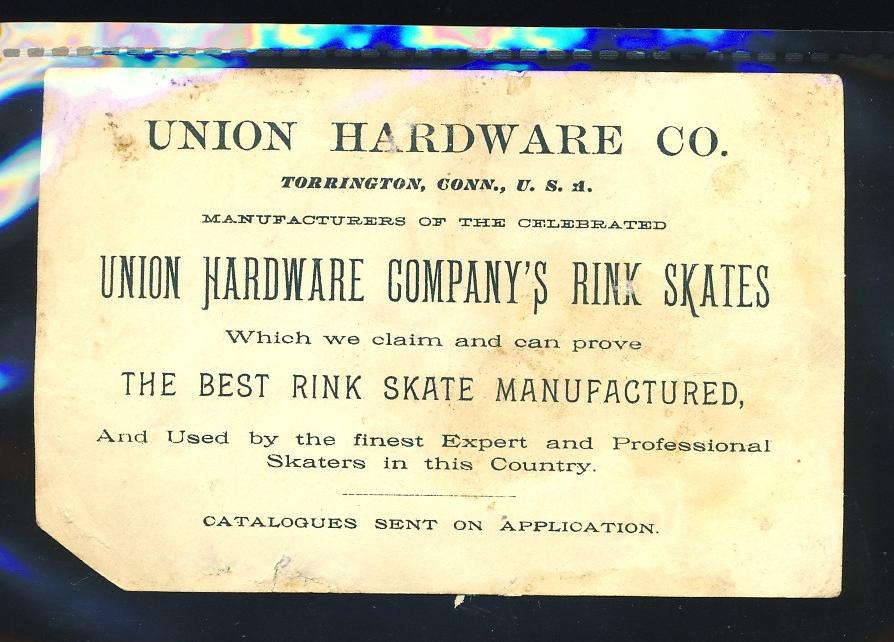 UNION HARDWARE CO.
TORRINGTON, CONN., U. S. A.
MANUFACTURERS OF THE CELEBRATED
UNION HARDWARE COMPANY'S RINK SKATES
Which we claim and can prove
THE BEST RINK SKATE MANUFACTURED,
And Used by the finest Expert and Professional
Skaters in this Country.
CATALOGUES SENT ON APPLICATION.